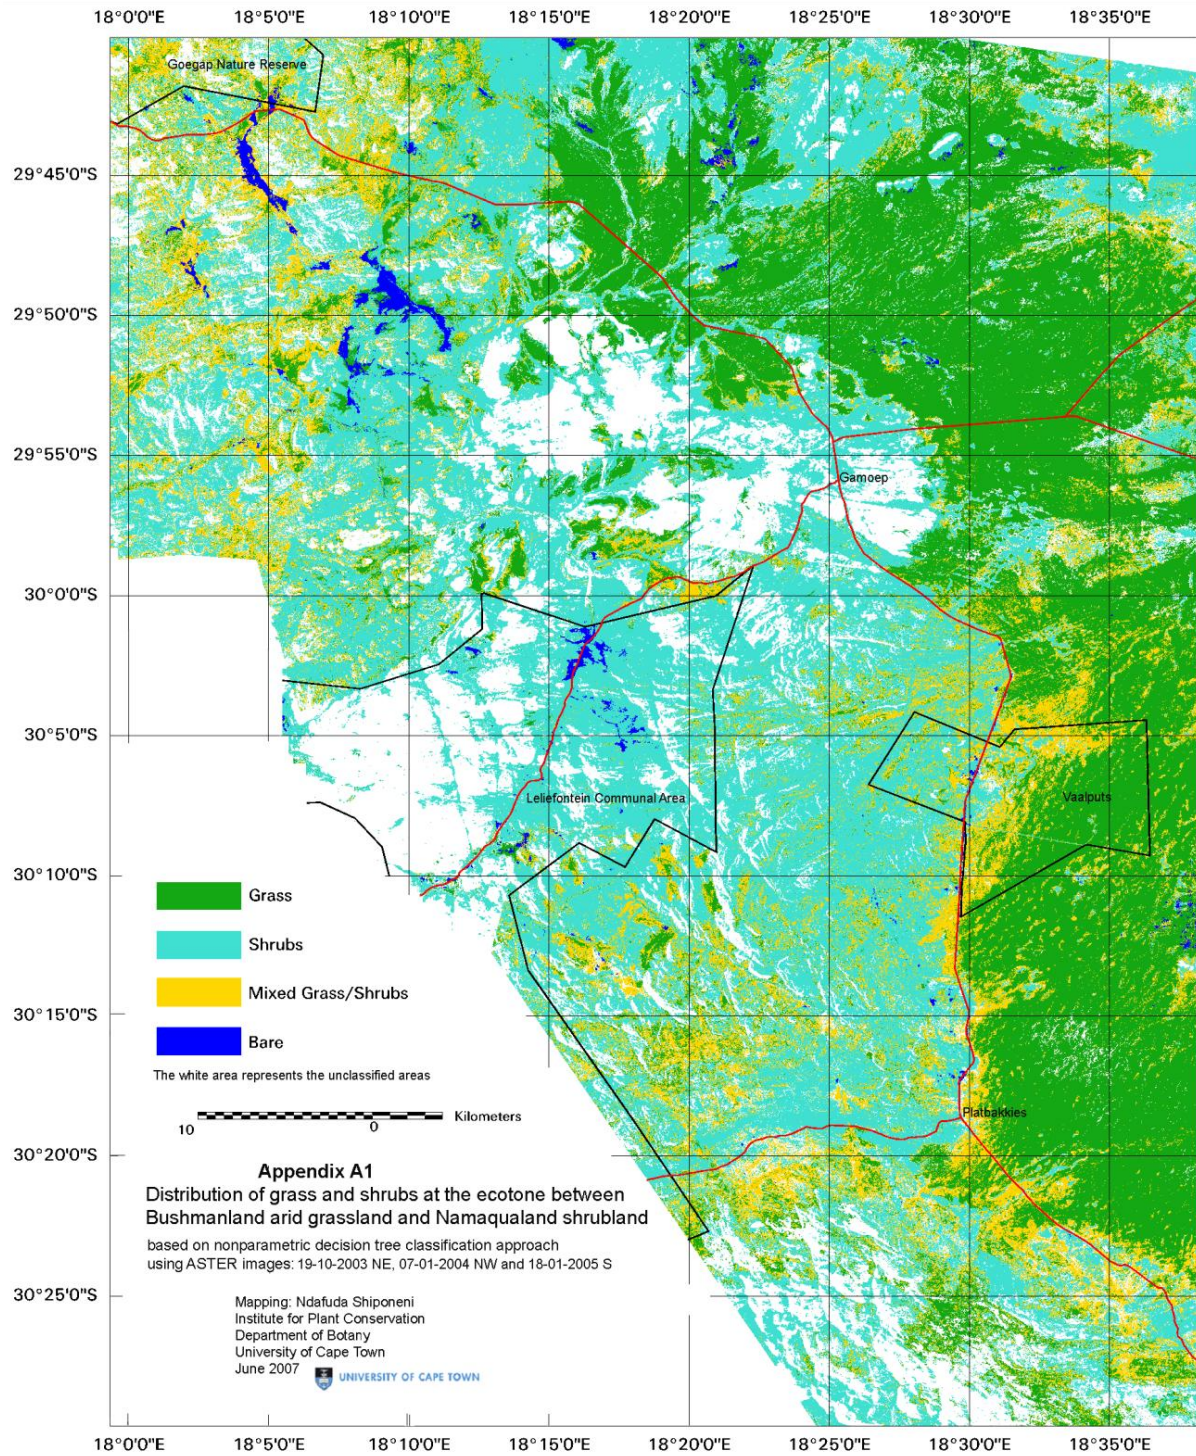 18°0'0"E 18°5'0"E 18°10'0"E 18°15'0"E 18°20'0"E 18°25'0"E 18°30'0"E 18°35'0"E
Goegap Nature Reserve
29°45'0"S
29°50'0"S
29°55'0"S
Gamoep
30°0'0"S
30°5'0"S
Leliefontein Communal Area
Vaalputs
30°10'0"S
Grass
Shrubs
Mixed Grass/Shrubs
30°15'0"S
Bare
The white area represents the unclassified areas
Kilometers
10 0
Platbakkies
30°20'0"S
Appendix A1
Distribution of grass and shrubs at the ecotone between
Bushmanland arid grassland and Namaqualand shrubland
based on nonparametric decision tree classification approach
using ASTER images: 19-10-2003 NE, 07-01-2004 NW and 18-01-2005 S
30°25'0"S
Mapping: Ndafuda Shiponeni
Institute for Plant Conservation
Department of Botany
University of Cape Town
June 2007
UNIVERSITY OF CAPE TOWN
18°0'0"E 18°5'0"E 18°10'0"E 18°15'0"E 18°20'0"E 18°25'0"E 18°30'0"E 18°35'0"E